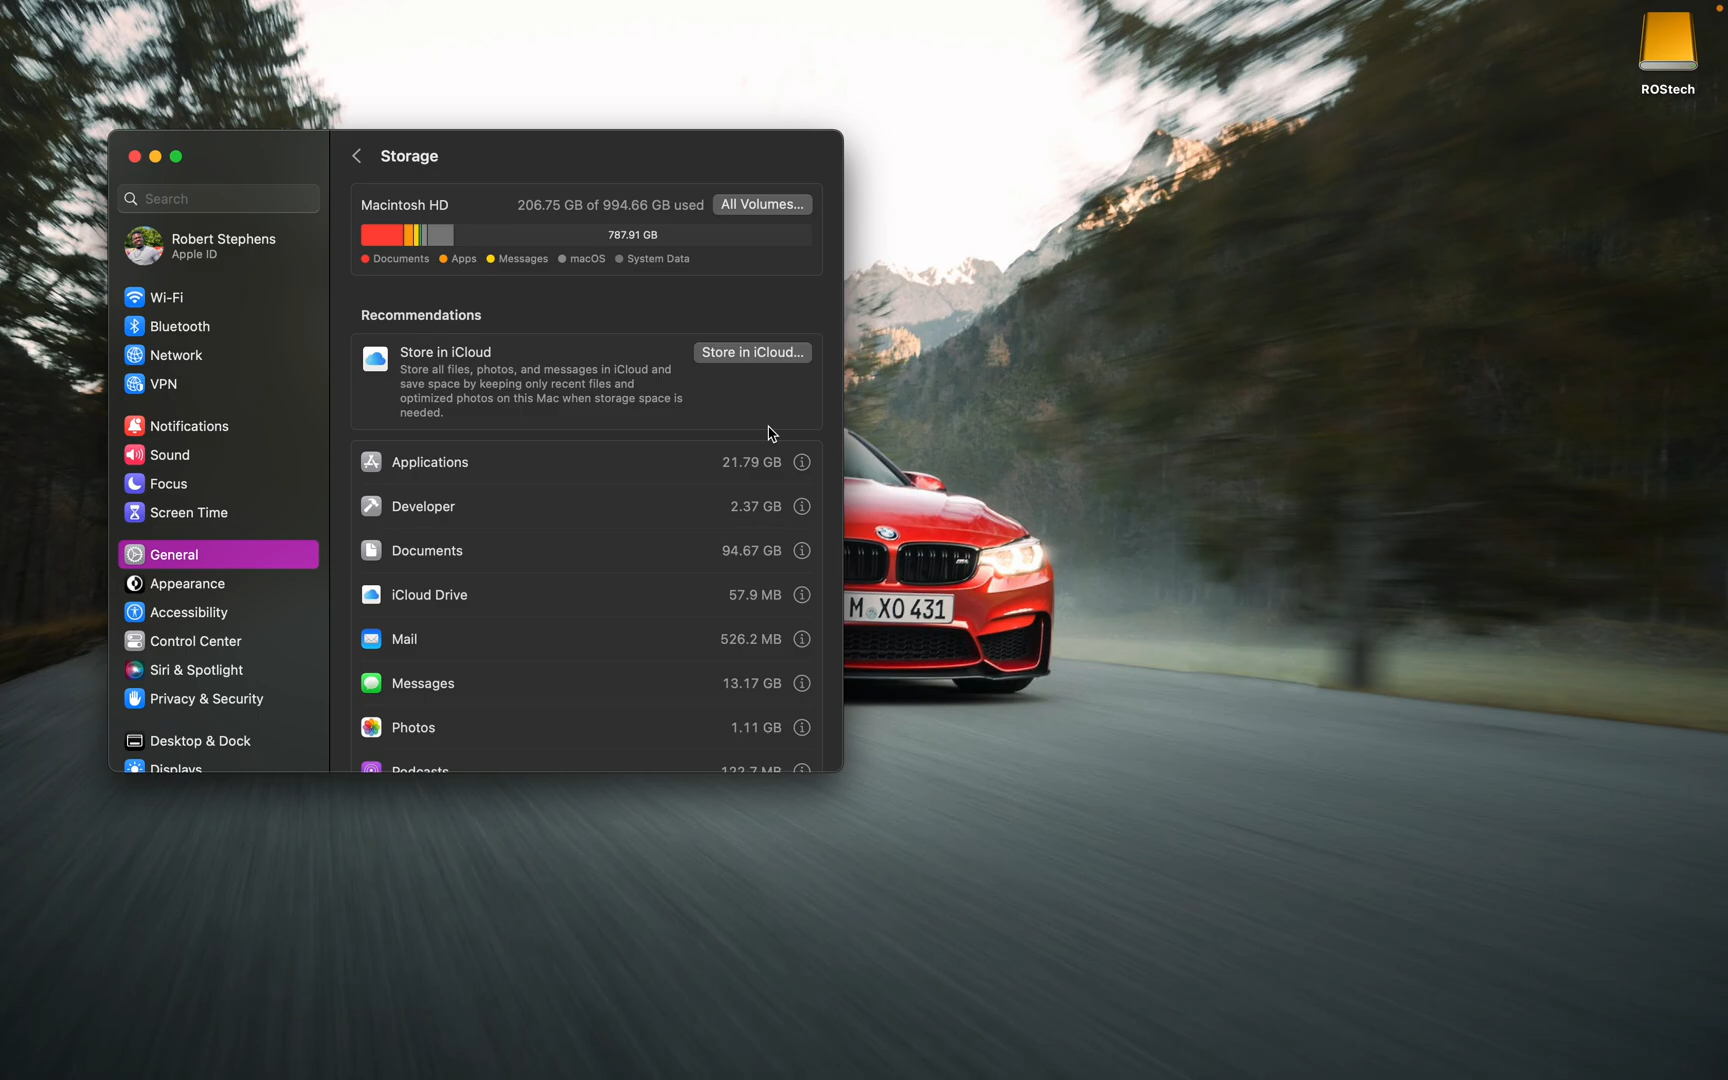 ROStech
Storage
Search
Robert Stephens
Apple ID
Wi-Fi
Bluetooth
Network
VPN
Notifications
Sound
Focus
Screen Time
General
Appearance
Accessibility
Control Center
Siri & Spotlight
Privacy & Security
Desktop & Dock
Displays
Macintosh HD 206.75 GB of 994.66 GB used All Volumes...
787.91 GB
Documents Apps Messages macOS System Data
Recommendations
Store in iCloud Store in iCloud...
Store all files, photos, and messages in iCloud and
save space by keeping only recent files and
optimized photos on this Mac when storage space is
needed.
Applications 21.79 GB
Developer 2.37 GB
Documents 94.67 GB
iCloud Drive 57.9 MB
Mail 526.2 MB
Messages 13.17 GB
Photos 1.11 GB
Podcasts 122.7 MB
M XO 431